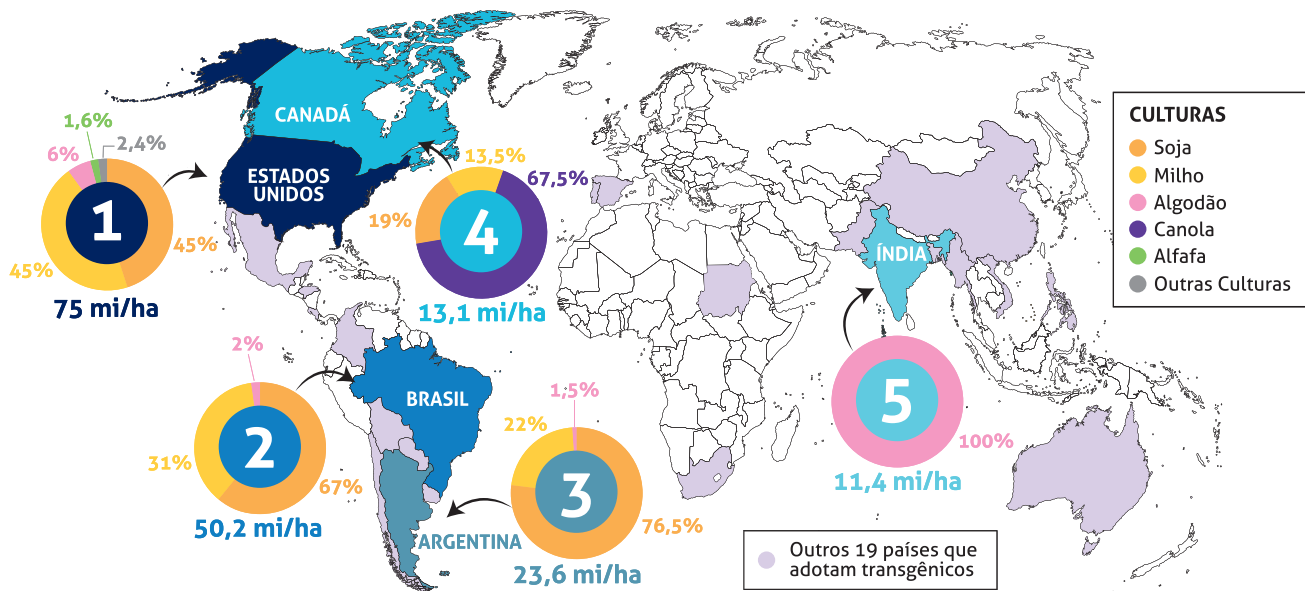 CANADÁ
ESTADOS
UNIDOS
1,6%
2,4%
6%
1
45%
45%
75 mi/ha
13,5%
67,5%
19%
4
13,1 mi/ha
CULTURAS
Soja
Milho
Algodão
Canola
Alfafa
Outras Culturas
ÍNDIA
5
100%
11,4 mi/ha
BRASIL
2%
2
31%
67%
50,2 mi/ha
1,5%
22%
3
76,5%
ARGENTINA
23,6 mi/ha
Outros 19 países que
adotam transgênicos